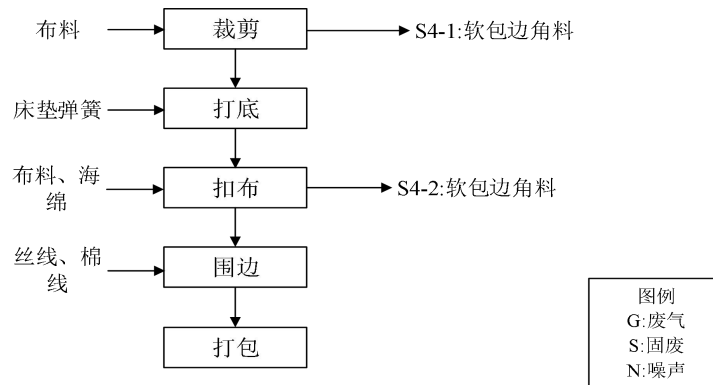 布料
裁剪
S4-1:软包边角料
床垫弹簧
打底
布料、海
绵
扣布
S4-2:软包边角料
丝线、棉
线
围边
打包
图例
G:废气
S:固废
N:噪声